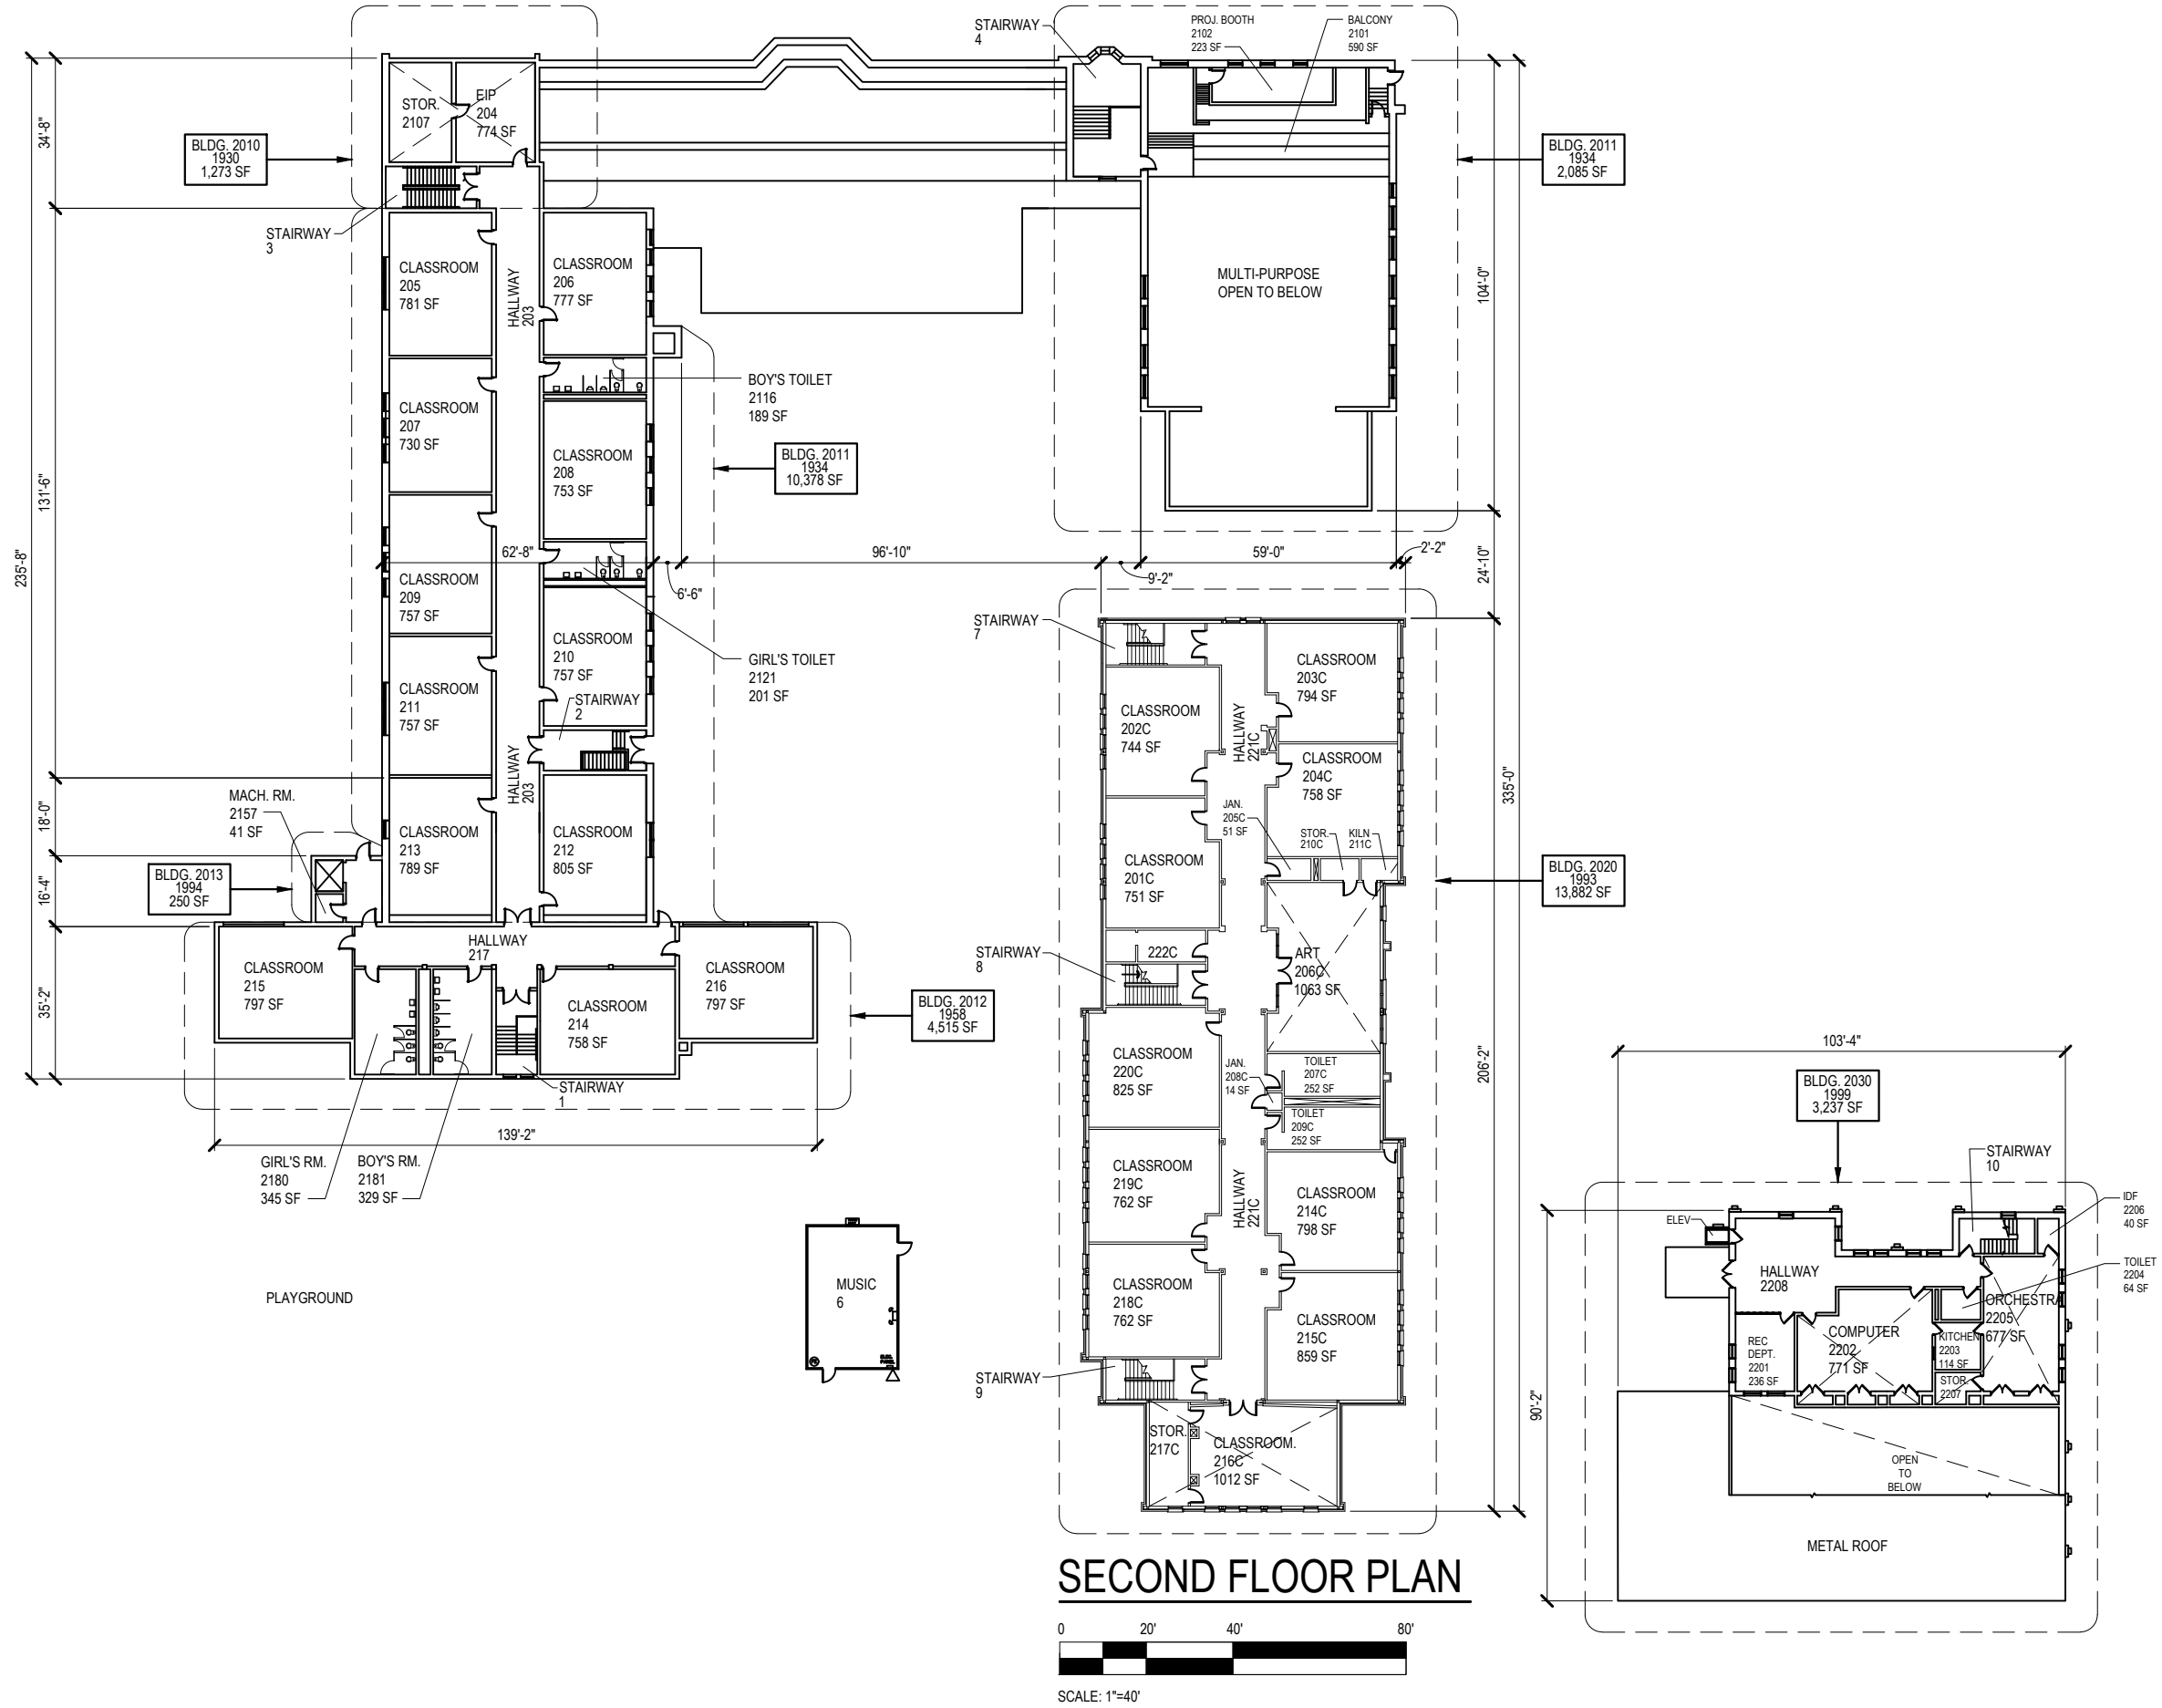 STAIRWAY
4
PROJ. BOOTH
2102
223 SF
BALCONY
2101
590 SF
STOR.
2107
EIP
204
774 SF
34'-8"
BLDG. 2010
1930
1,273 SF
BLDG. 2011
1934
2,085 SF
STAIRWAY
3
CLASSROOM
205
781 SF
HALLWAY
203
CLASSROOM
206
777 SF
MULTI-PURPOSE
OPEN TO BELOW
104'-0"
BOY'S TOILET
2116
189 SF
CLASSROOM
207
730 SF
CLASSROOM
208
753 SF
BLDG. 2011
1934
10,378 SF
131'-6"
235'-8"
62'-8"
96'-10"
59'-0"
2'-2"
9'-2"
6'-6"
24'-10"
CLASSROOM
209
757 SF
CLASSROOM
210
757 SF
GIRL'S TOILET
2121
201 SF
STAIRWAY
2
CLASSROOM
211
757 SF
HALLWAY
203
STAIRWAY
7
CLASSROOM
203C
794 SF
CLASSROOM
202C
744 SF
HALLWAY
221C
CLASSROOM
204C
758 SF
335'-0"
MACH. RM.
2157
41 SF
18'-0"
CLASSROOM
213
789 SF
CLASSROOM
212
805 SF
JAN.
205C
51 SF
STOR.
210C
KILN
211C
CLASSROOM
201C
751 SF
BLDG. 2013
1994
250 SF
16'-4"
BLDG. 2020
1993
13,882 SF
HALLWAY
217
CLASSROOM
215
797 SF
CLASSROOM
216
797 SF
STAIRWAY
8
222C
ART
206C
1063 SF
35'-2"
CLASSROOM
214
758 SF
BLDG. 2012
1958
4,515 SF
STAIRWAY
1
CLASSROOM
220C
825 SF
JAN.
208C
14 SF
TOILET
207C
252 SF
TOILET
209C
252 SF
206'-2"
139'-2"
GIRL'S RM.
2180
345 SF
BOY'S RM.
2181
329 SF
CLASSROOM
219C
762 SF
HALLWAY
221C
CLASSROOM
214C
798 SF
103'-4"
BLDG. 2030
1999
3,237 SF
STAIRWAY
10
IDF
2206
40 SF
ELEV
HALLWAY
2208
TOILET
2204
64 SF
ORCHESTRA
2205
677 SF
COMPUTER
2202
771 SF
KITCHEN
2203
114 SF
REC
DEPT.
2201
236 SF
STOR.
2207
90'-2"
MUSIC
6
PLAYGROUND
CLASSROOM
218C
762 SF
CLASSROOM
215C
859 SF
STAIRWAY
9
STOR.
217C
CLASSROOM.
216C
1012 SF
OPEN
TO
BELOW
METAL ROOF
SECOND FLOOR PLAN
0 20' 40' 80'
SCALE: 1"=40'